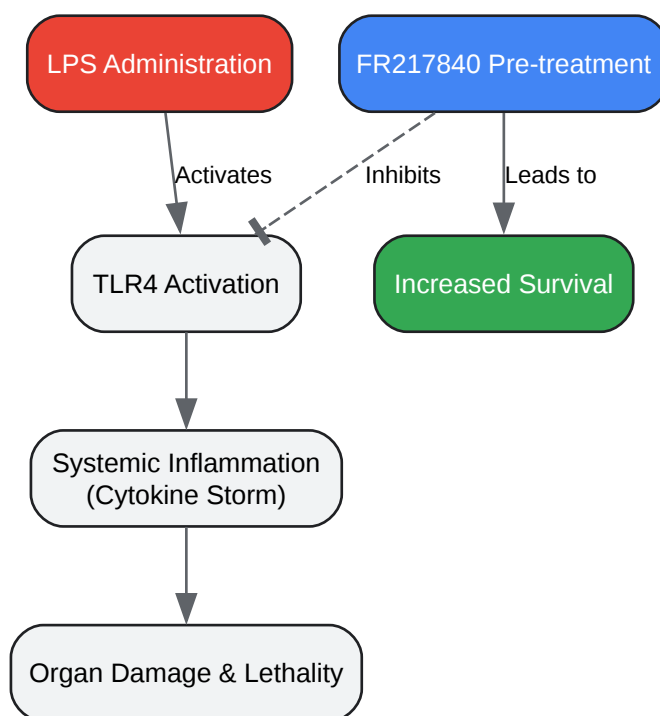 LPS Administration
FR217840 Pre-treatment
Activates
Inhibits
Leads to
TLR4 Activation
Increased Survival
Systemic Inflammation
(Cytokine Storm)
Organ Damage & Lethality